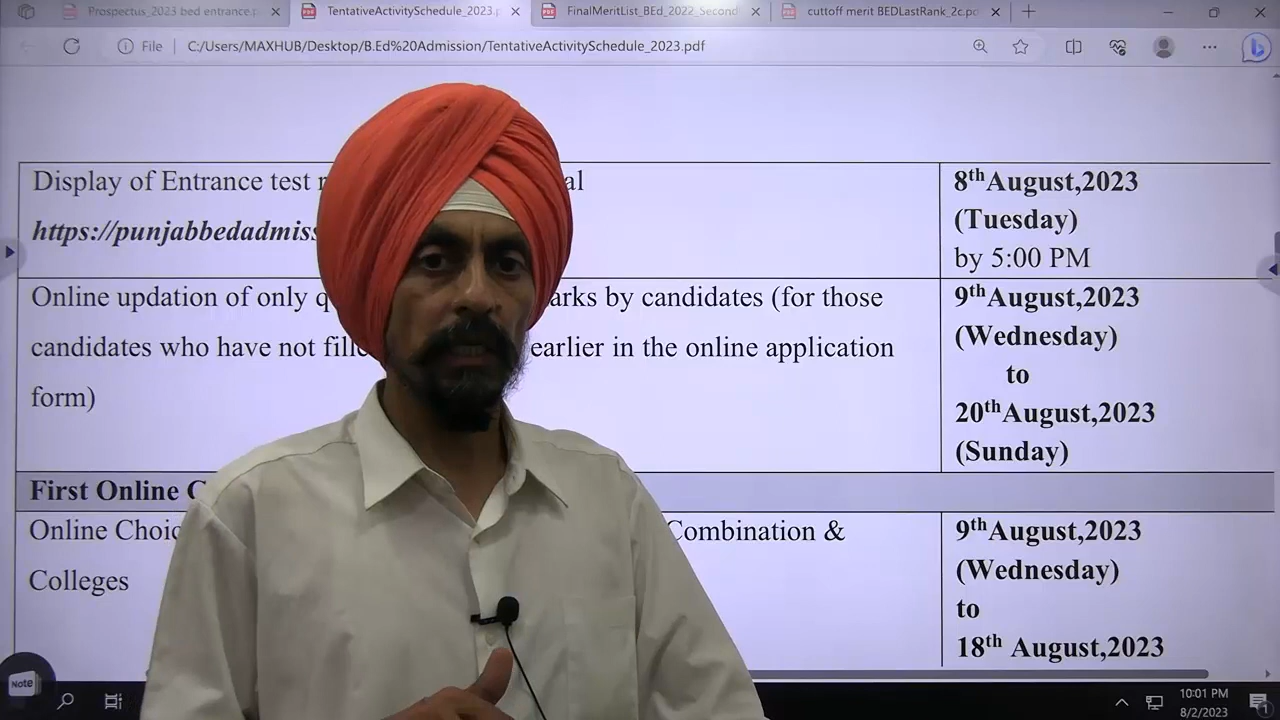 Prospectus_2023 bed entrance.p
TentativeActivitySchedule_2023.p
FinalMeritList_BEd_2022_Second
cuttoff merit BEDLastRank_2c.pd
File
C:/Users/MAXHUB/Desktop/B.Ed%20Admission/TentativeActivitySchedule_2023.pdf
Display of Entrance test
al
8th August,2023
https://punjabbedadmiss
(Tuesday)
by 5:00 PM
Online updation of only
arks by candidates (for those
9th August,2023
(Wednesday)
candidates who have not fille
earlier in the online application
to
form)
20th August,2023
(Sunday)
First Online C
Online Choic
Combination &
9th August,2023
Colleges
(Wednesday)
to
18th August,2023
Note
10:01 PM
8/2/2023